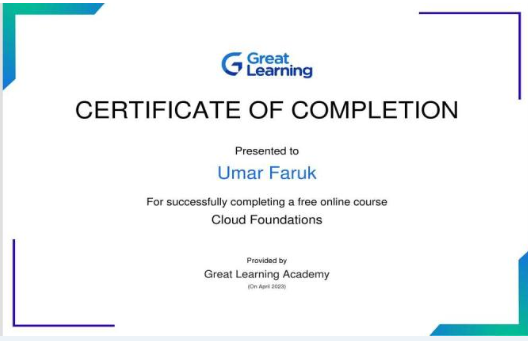 Great
Learning
CERTIFICATE OF COMPLETION
Presented to
Umar Faruk
For successfully completing a free online course
Cloud Foundations
Provided by
Great Learning Academy
(On April 2023)